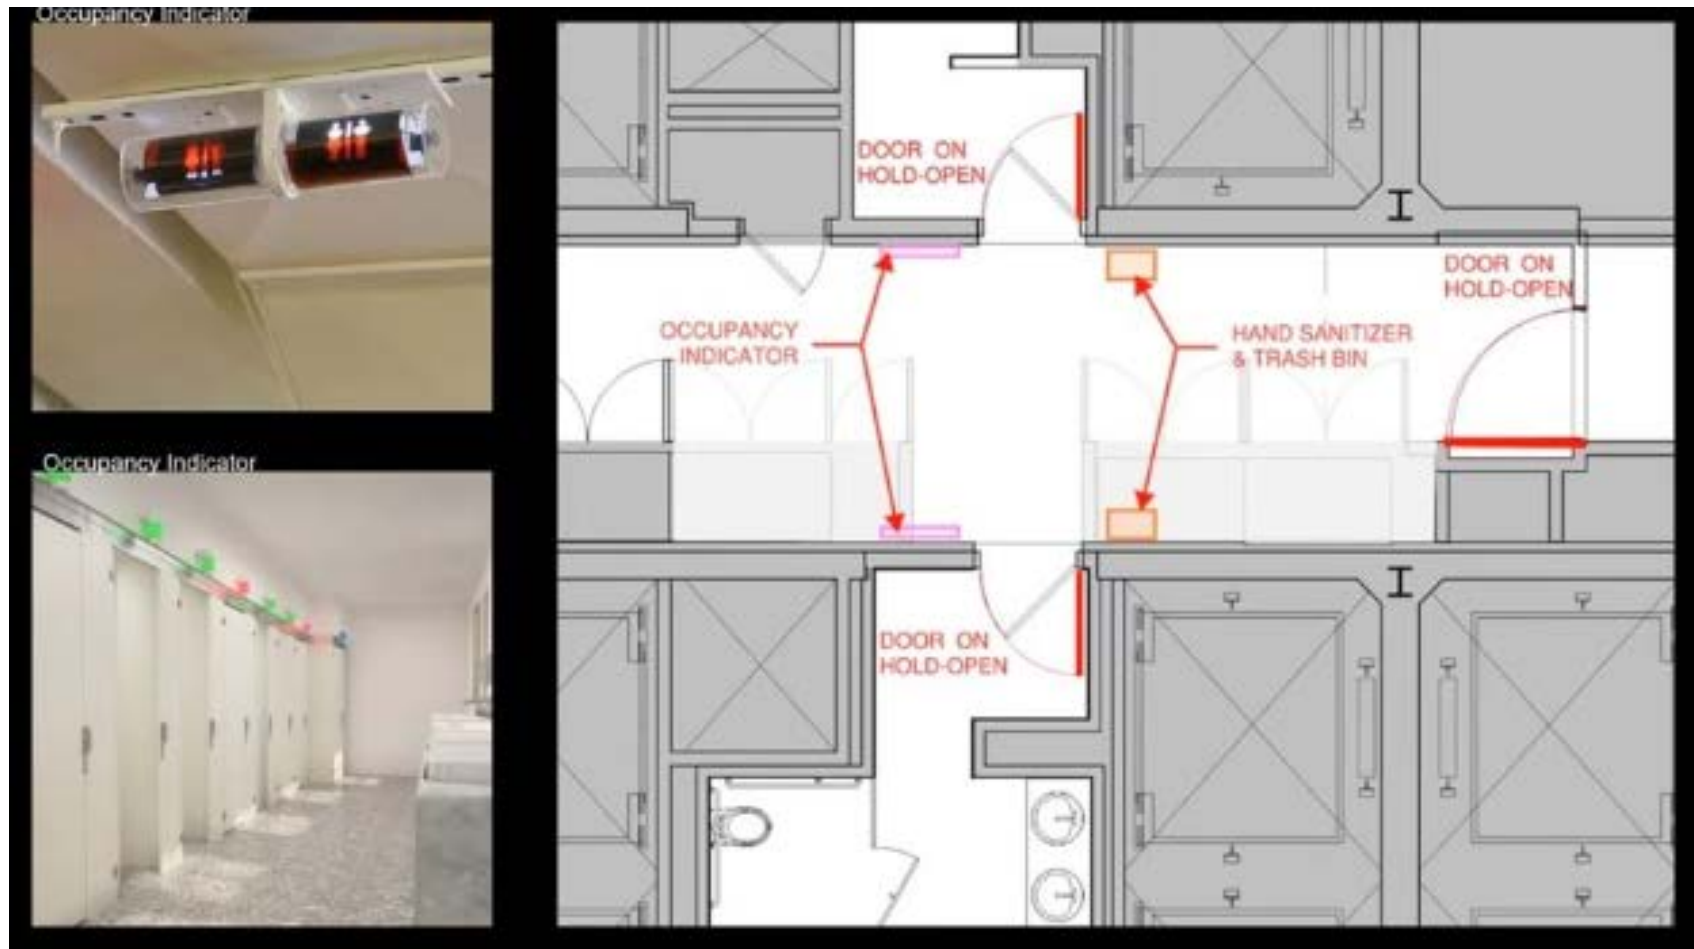 Occupancy Indicator
Occupancy Indicator
DOOR ON
HOLD-OPEN
DOOR ON
HOLD-OPEN
OCCUPANCY
INDICATOR
HAND SANITIZER
& TRASH BIN
DOOR ON
HOLD-OPEN